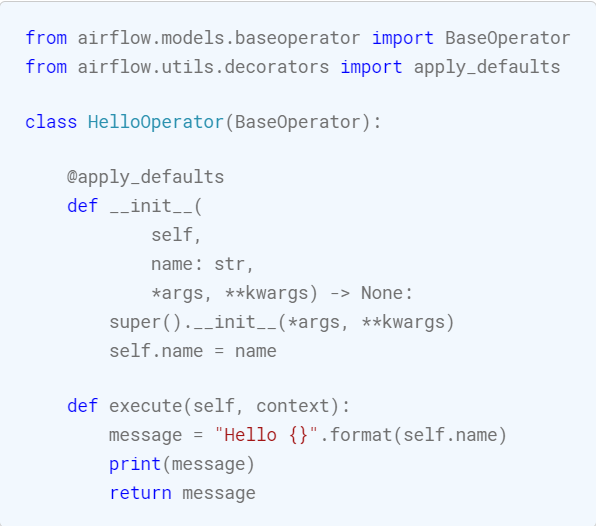 from airflow.models.baseoperator import BaseOperator
from airflow.utils.decorators import apply_defaults

class HelloOperator(BaseOperator):

    @apply_defaults
    def __init__(
            self,
            name: str,
            *args, **kwargs) -> None:
        super().__init__(*args, **kwargs)
        self.name = name

    def execute(self, context):
        message = "Hello {}".format(self.name)
        print(message)
        return message